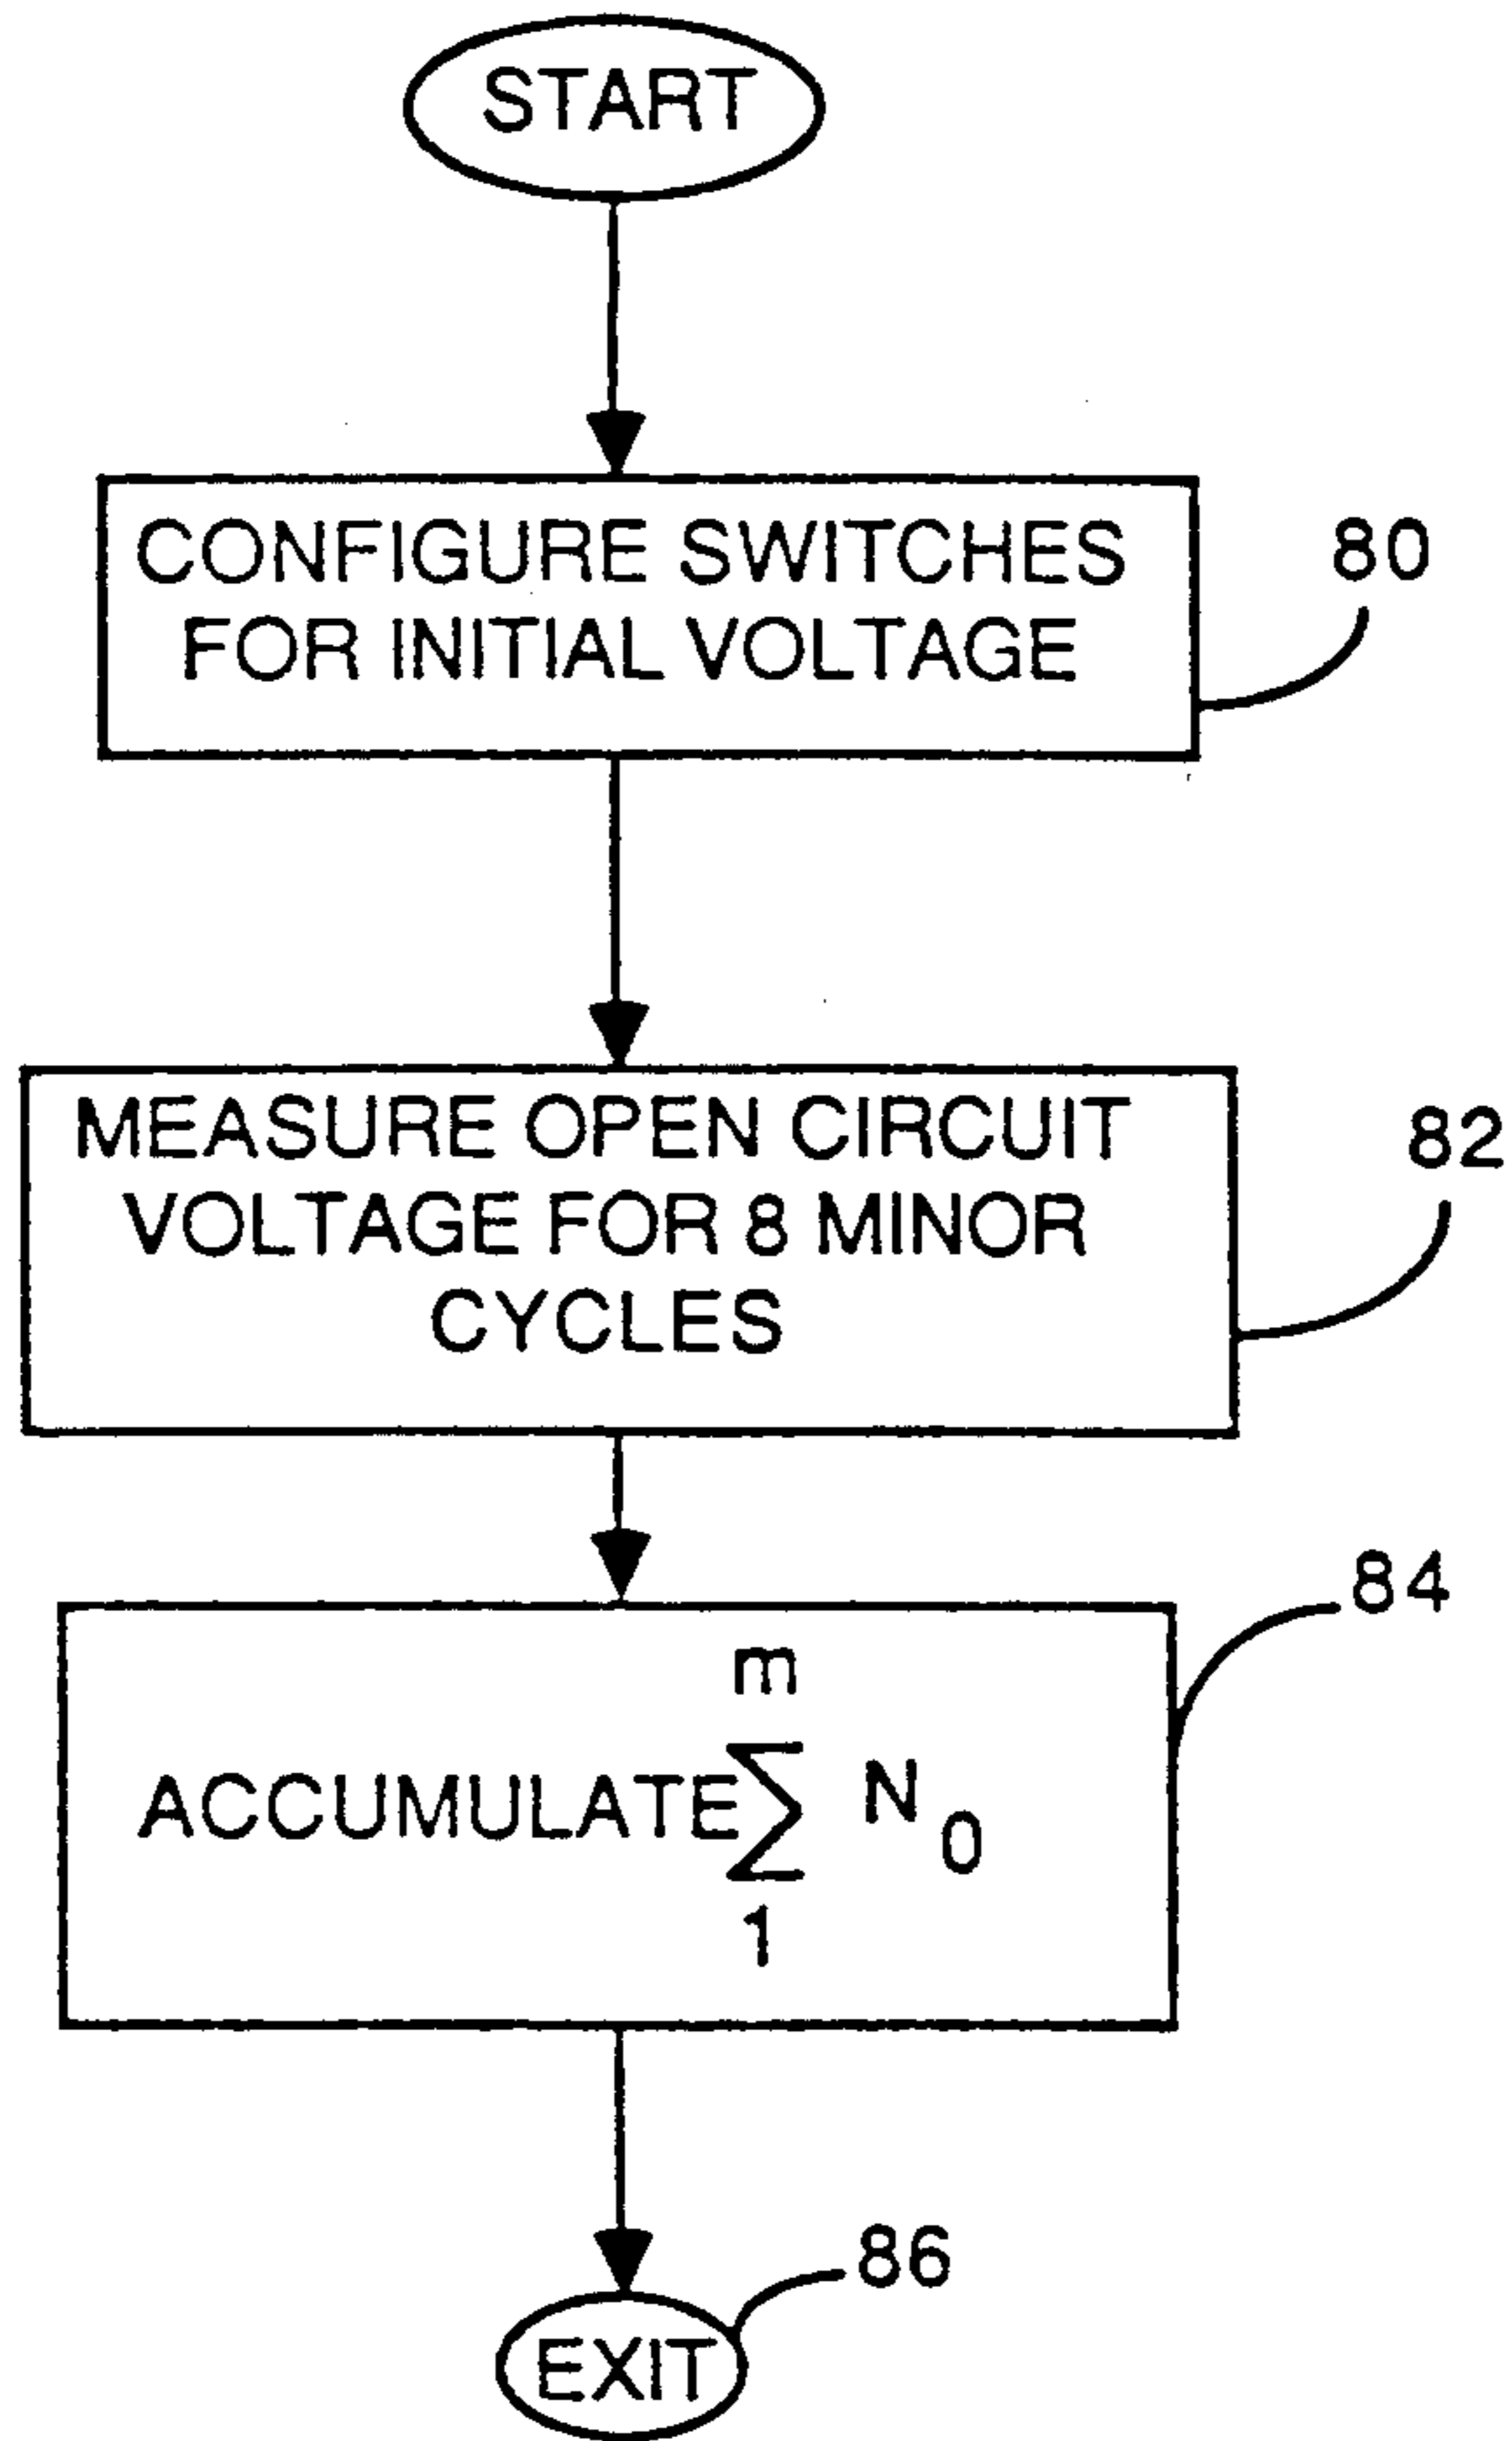 START
CONFIGURE SWITCHES
FOR INITIAL VOLTAGE
80
MEASURE OPEN CIRCUIT
VOLTAGE FOR 8 MINOR
CYCLES
82
84
m
ACCUMULATE∑ N₀
1
86
EXIT